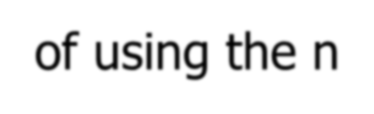 of using the n